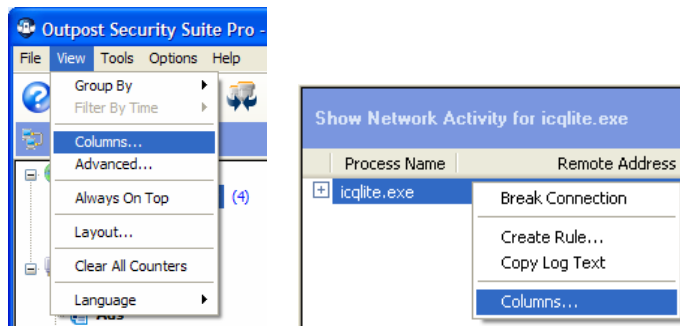 Outpost Security Suite Pro -
File View Tools Options Help
Group By
Filter By Time
Columns...
Advanced...
Always On Top
(4)
Layout...
Clear All Counters
Language
Ads
Show Network Activity for icqlite.exe
Process Name Remote Address
icqlite.exe
Break Connection
Create Rule...
Copy Log Text
Columns...